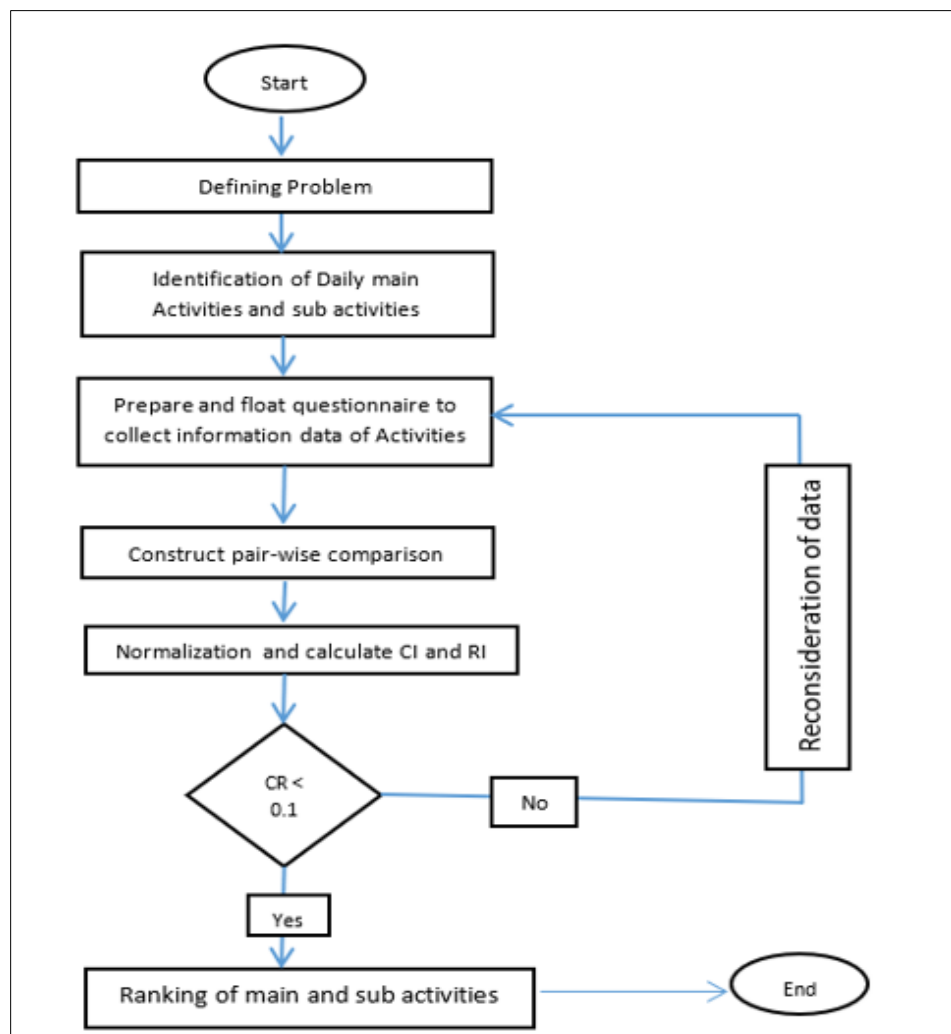 Start
Defining Problem
Identification of Daily main
Activities and sub activities
Prepare and float questionnaire to
collect information data of Activities
Construct pair-wise comparison
Normalization and calculate CI and RI
CR <
0.1
No
Reconsideration of data
Yes
Ranking of main and sub activities
End